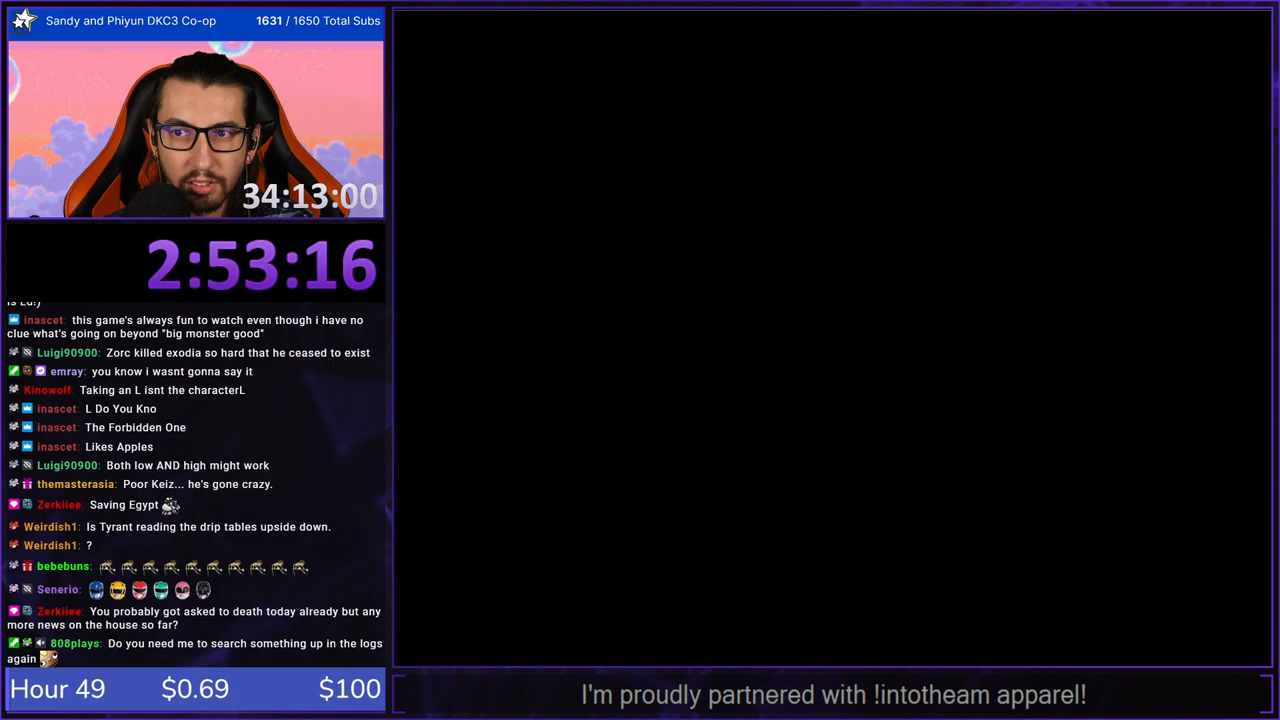 Sandy and Phiyun DKC3 Co-op
1631 / 1650 Total Subs
34:13:00
2:53:16
inascet: this game's always fun to watch even though i have no
clue what's going on beyond "big monster good"
Luigi90900: Zorc killed exodia so hard that he ceased to exist
emray: you know i wasnt gonna say it
Kinowolf: Taking an L isnt the characterL
inascet: L Do You Kno
inascet: The Forbidden One
inascet: Likes Apples
Luigi90900: Both low AND high might work
themasterasia: Poor Keiz... he's gone crazy.
Zerkiiee: Saving Egypt
Weirdish1: Is Tyrant reading the drip tables upside down.
Weirdish1: ?
bebebuns:
Senerio:
Zerkiiee: You probably got asked to death today already but any
more news on the house so far?
808plays: Do you need me to search something up in the logs
again
Hour 49 $0.69 $100
I'm proudly partnered with !intotheam apparel!